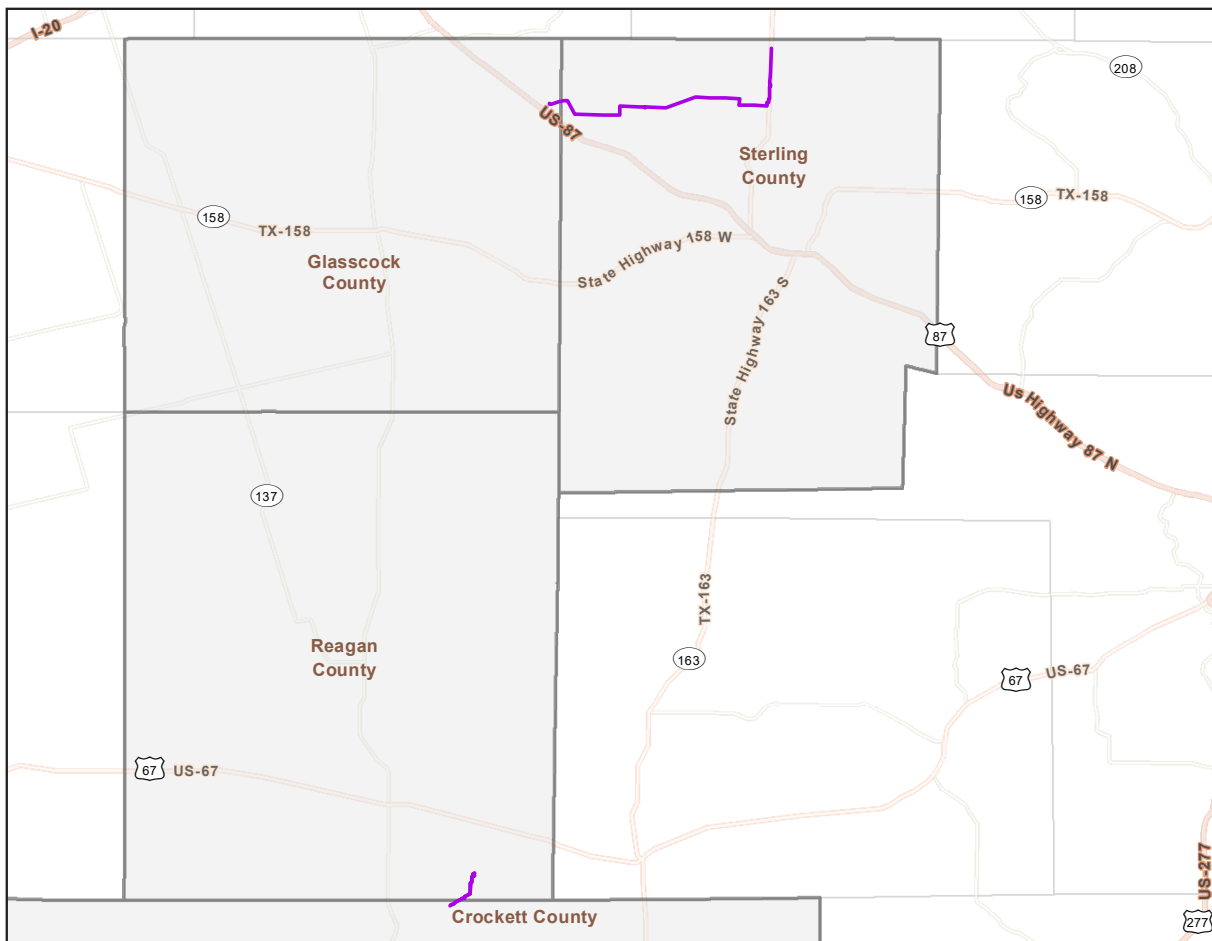 I-20
208
US-87
Sterling
County
158
TX-158
158
TX-158
State Highway 158 W
Glasscock
County
State Highway 163 S
87
Us Highway 87 N
137
TX-163
Reagan
County
163
67
US-67
67
US-67
US-277
Crockett County
277